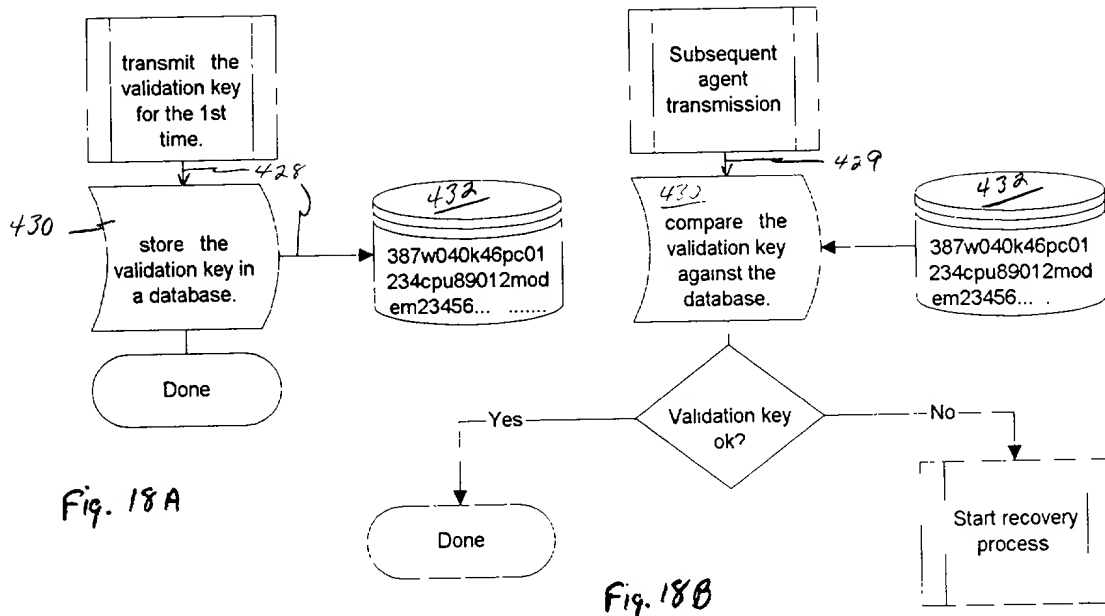 transmit the
validation key
for the 1st
time.
428
430
store the
validation key in
a database.
432
387w040k46pc01
234cpu89012mod
em23456... .......
Done
Fig. 18A
Subsequent
agent
transmission
429
430
compare the
validation key
against the
database.
432
387w040k46pc01
234cpu89012mod
em23456... .
Validation key
ok?
Yes
No
Done
Start recovery
process
Fig. 18B